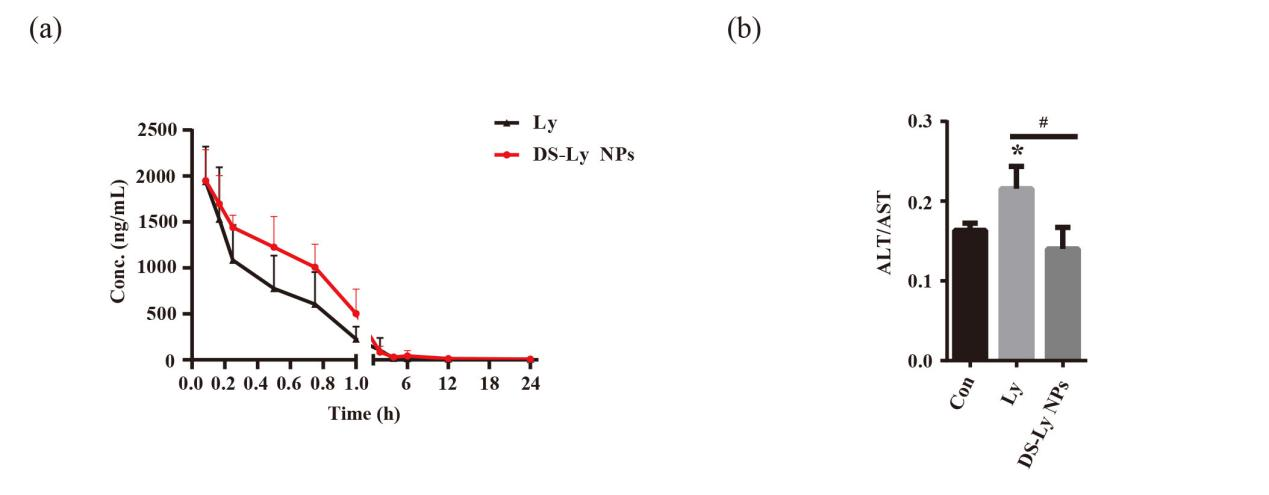 (a)
(b)
Ly
DS-Ly NPs
Conc. (ng/mL)
2500
2000
1500
1000
500
0
0.0 0.2 0.4 0.6 0.8 1.0 6 12 18 24
Time (h)
ALT/AST
0.3
0.2
0.1
0.0
#
*
Con
Ly
DS-Ly NPs